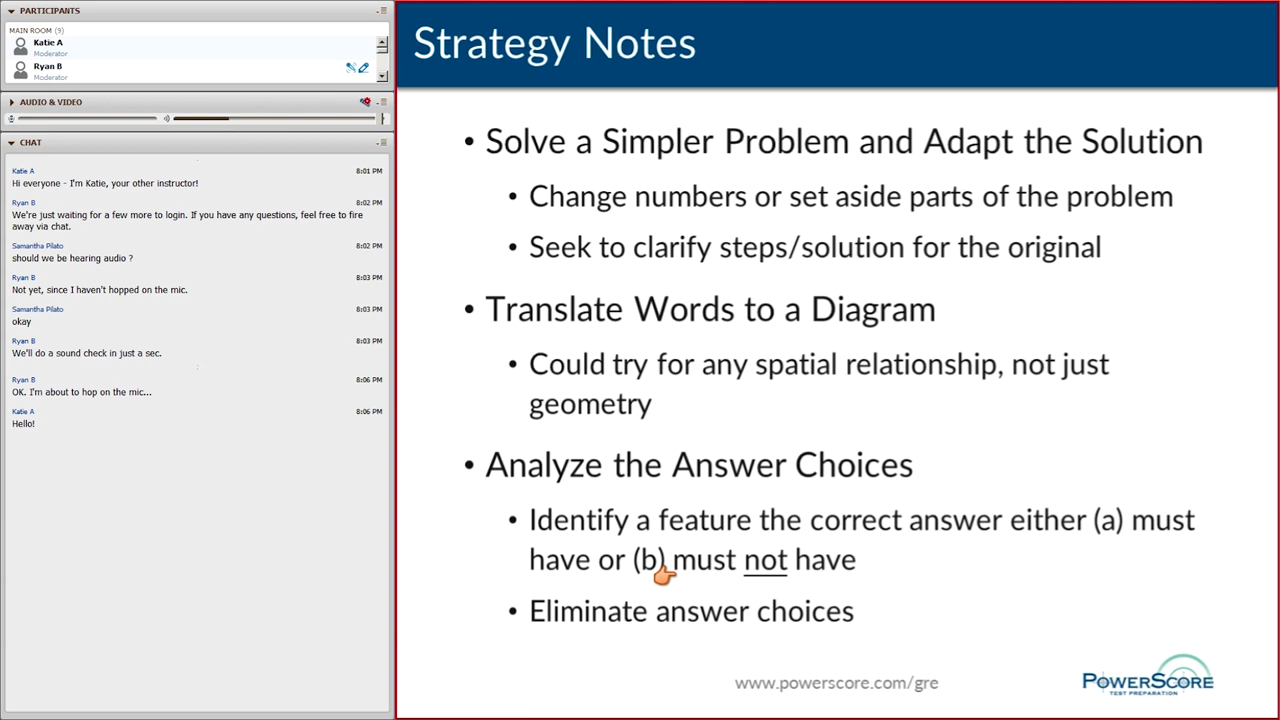 PARTICIPANTS
MAIN ROOM (9)
Katie A
Moderator
Ryan B
Moderator
AUDIO & VIDEO
CHAT
Katie A 8:01 PM
Hi everyone - I'm Katie, your other instructor!
Ryan B 8:02 PM
We're just waiting for a few more to login. If you have any questions, feel free to fire
away via chat.
Samantha Pilato 8:02 PM
should we be hearing audio ?
Ryan B 8:03 PM
Not yet, since I haven't hopped on the mic.
Samantha Pilato 8:03 PM
okay
Ryan B 8:03 PM
We'll do a sound check in just a sec.
Ryan B 8:06 PM
OK. I'm about to hop on the mic...
Katie A 8:06 PM
Hello!
Strategy Notes
• Solve a Simpler Problem and Adapt the Solution
• Change numbers or set aside parts of the problem
• Seek to clarify steps/solution for the original
• Translate Words to a Diagram
• Could try for any spatial relationship, not just
geometry
• Analyze the Answer Choices
• Identify a feature the correct answer either (a) must
have or (b) must not have
• Eliminate answer choices
www.powerscore.com/gre
POWERSCORE
TEST PREPARATION